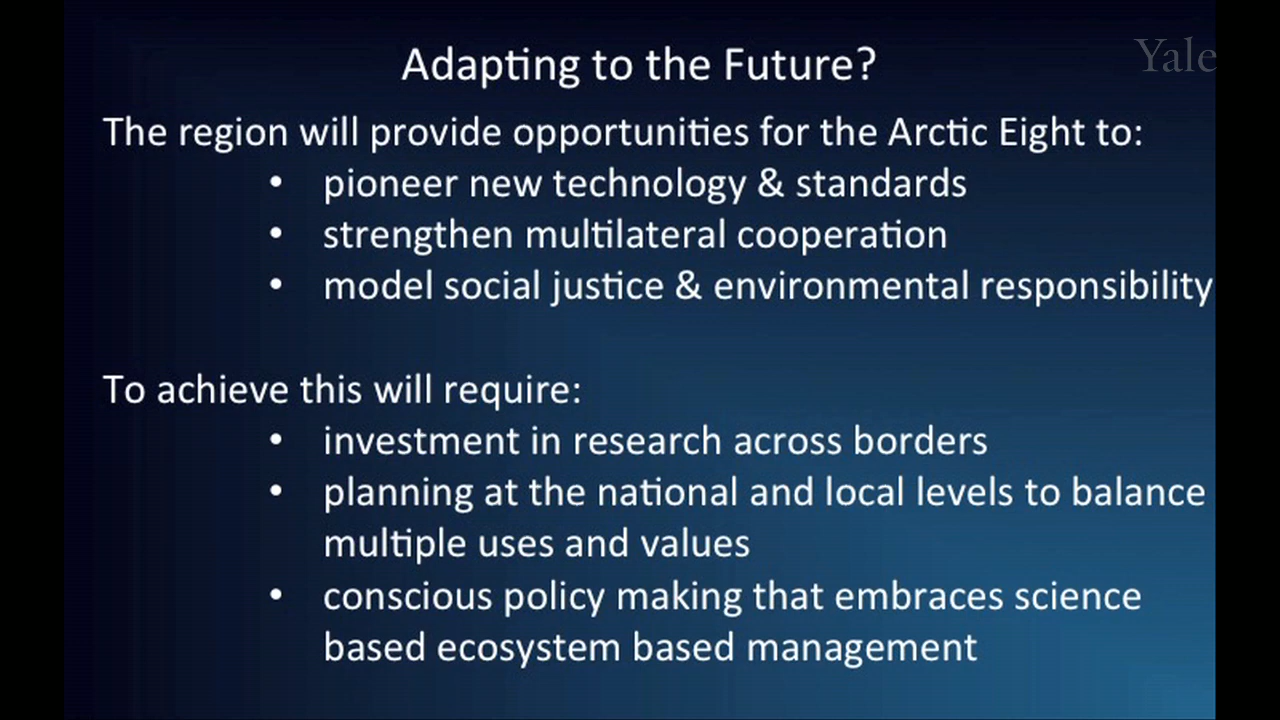 Yale
Adapting to the Future?
The region will provide opportunities for the Arctic Eight to:
• pioneer new technology & standards
• strengthen multilateral cooperation
• model social justice & environmental responsibility
To achieve this will require:
• investment in research across borders
• planning at the national and local levels to balance
multiple uses and values
• conscious policy making that embraces science
based ecosystem based management